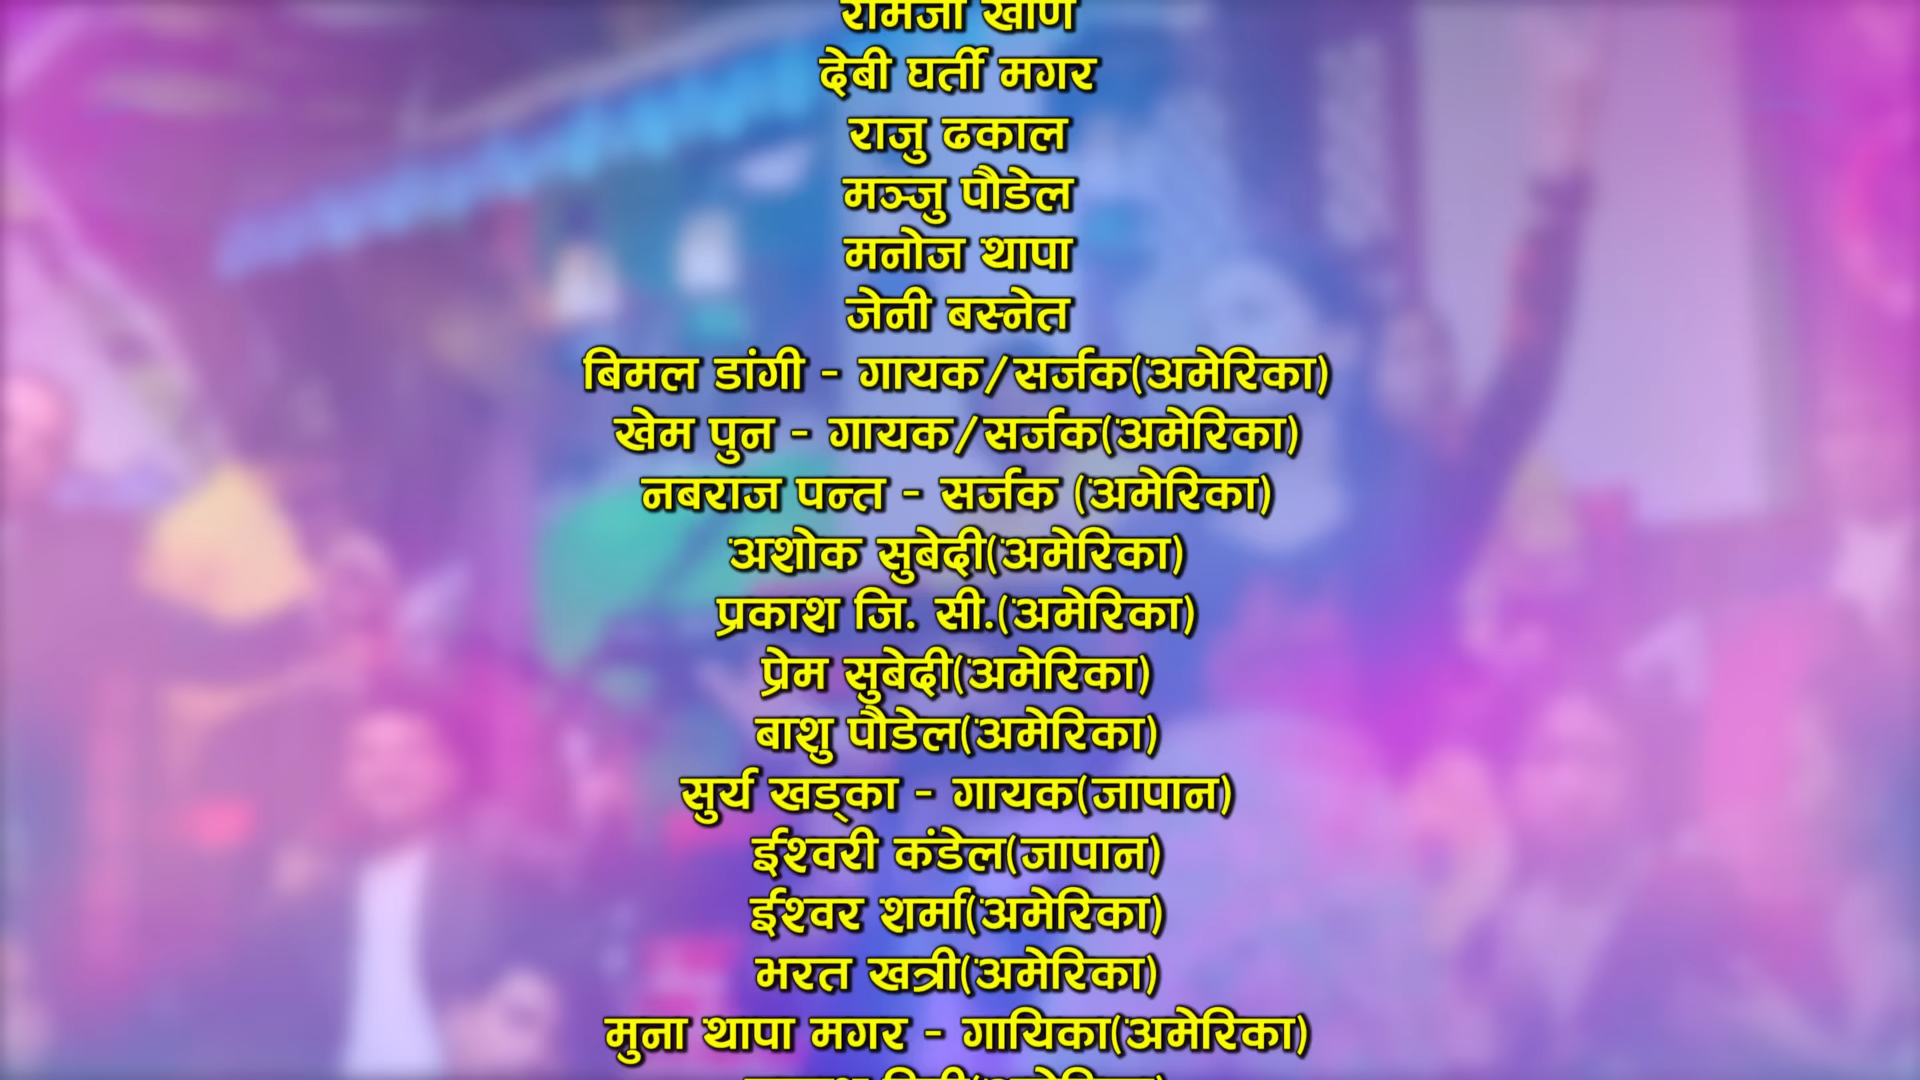 रामजी खाण
देबी घर्ती मगर
राजु ढकाल
मञ्जु पौडेल
मनोज थापा
जेनी बस्नेत
बिमल डांगी - गायक/सर्जक(अमेरिका)
खेम पुन - गायक/सर्जक(अमेरिका)
नबराज पन्त - सर्जक (अमेरिका)
अशोक सुबेदी(अमेरिका)
प्रकाश जि. सी.(अमेरिका)
प्रेम सुबेदी(अमेरिका)
बाशु पौडेल(अमेरिका)
सुर्य खड्का - गायक(जापान)
ईश्वरी कंडेल(जापान)
ईश्वर शर्मा(अमेरिका)
भरत खत्री(अमेरिका)
मुना थापा मगर - गायिका(अमेरिका)